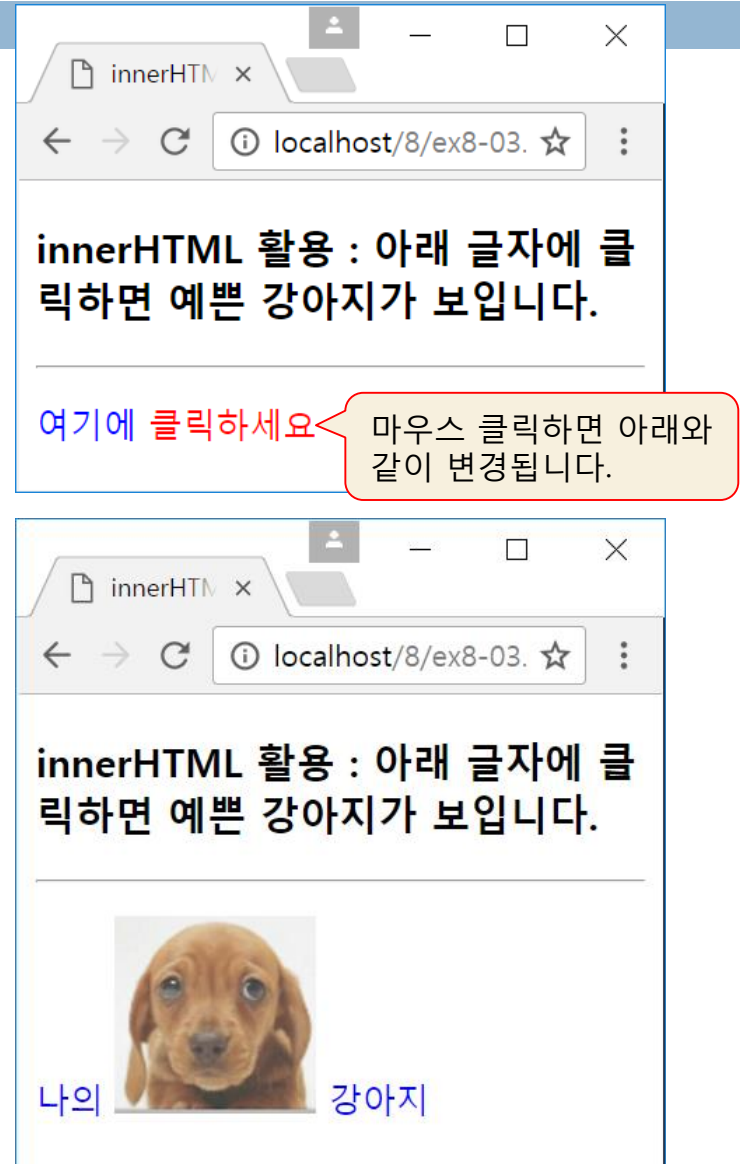 innerHTM
localhost/8/ex8-03.
innerHTML 활용 : 아래 글자에 클
릭하면 예쁜 강아지가 보입니다.
여기에 클릭하세요
마우스 클릭하면 아래와
같이 변경됩니다.
innerHTM
localhost/8/ex8-03.
innerHTML 활용 : 아래 글자에 클
릭하면 예쁜 강아지가 보입니다.
나의 강아지